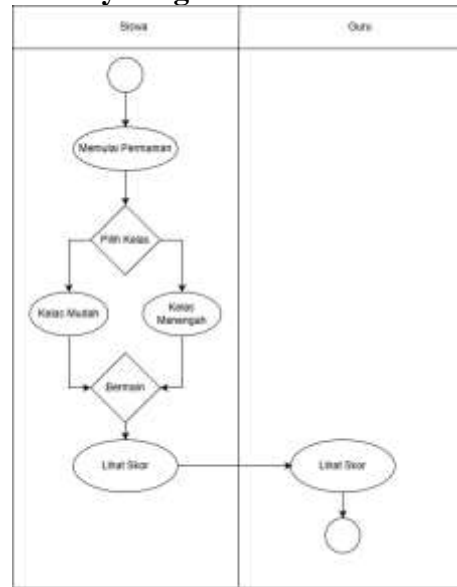 Siswa
Guru
Memulai Permainan
Pilih Kelas
Kelas Mudah
Kelas
Menengah
Bermain
Lihat Skor
Lihat Skor